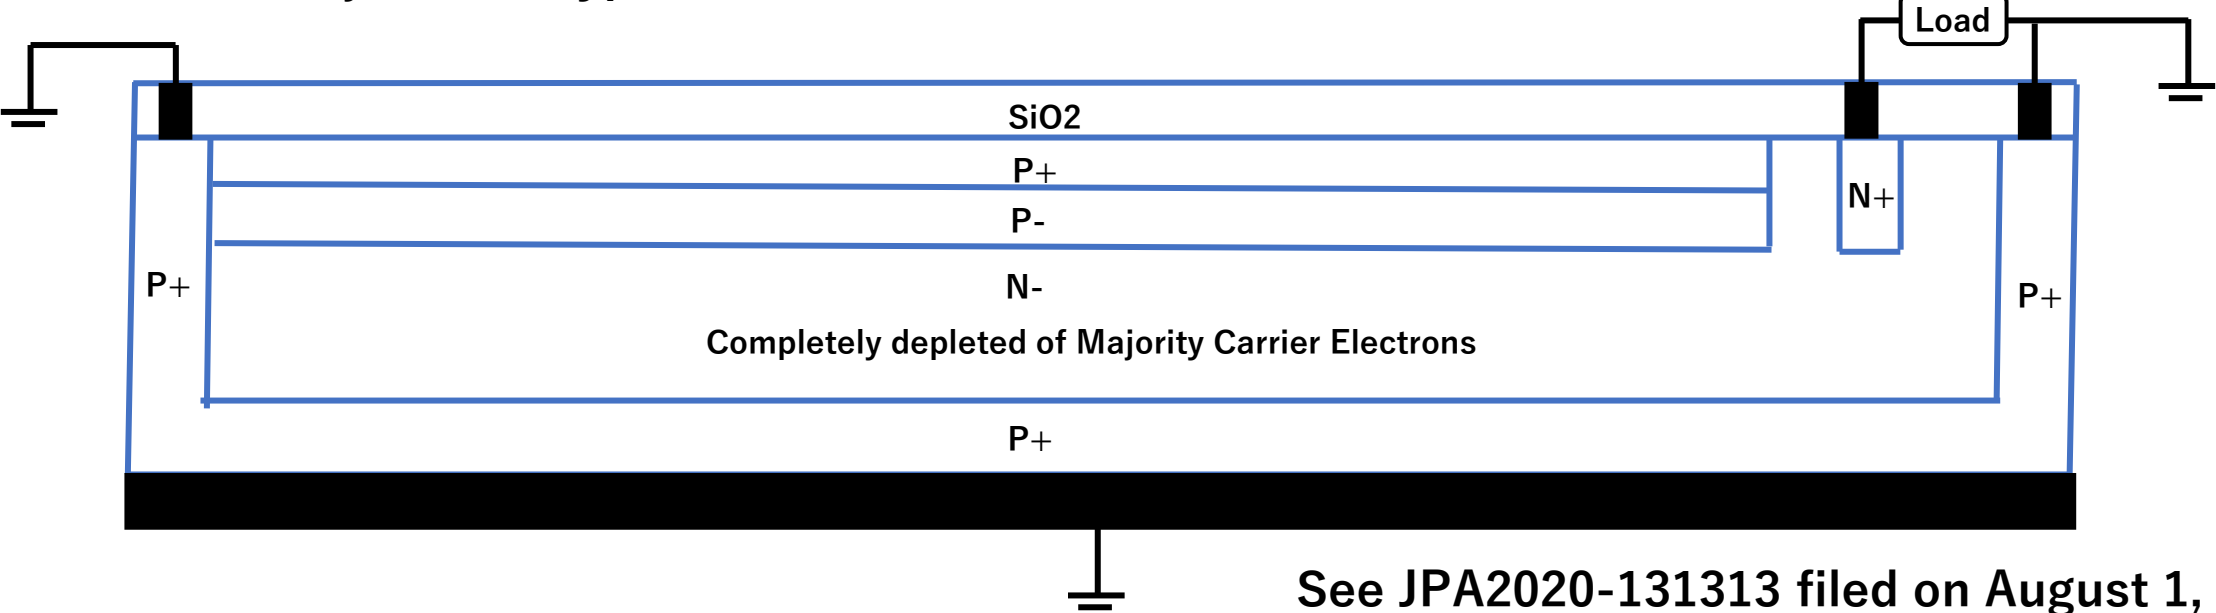 Load
SiO2
P+
P-
N+
P+
N-
P+
Completely depleted of Majority Carrier Electrons
P+
See JPA2020-131313 filed on August 1,